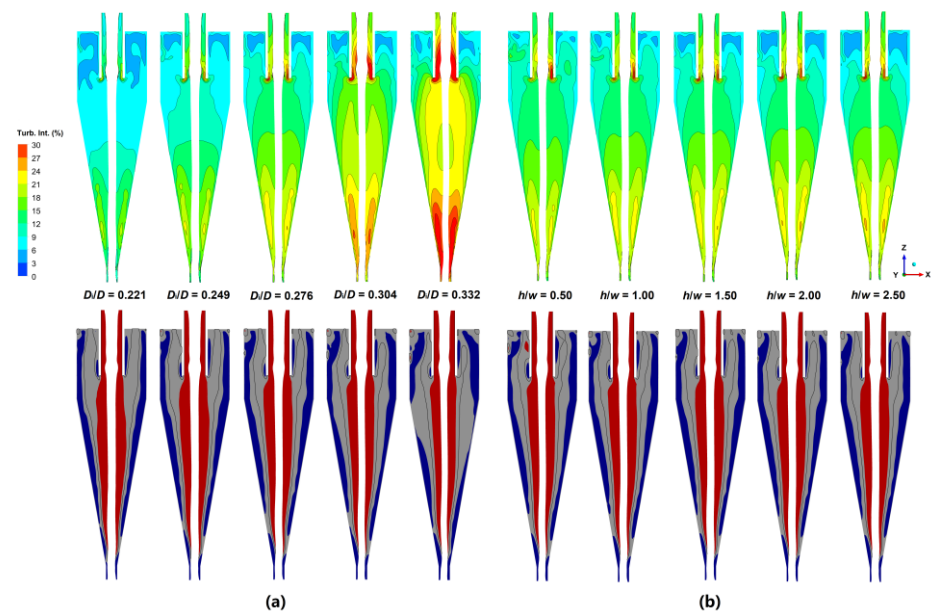 Turb. Int. (%)
30
27
24
21
18
15
12
9
6
3
0
Z
Y
X
D/D = 0.221
D/D = 0.249
D/D = 0.276
D/D = 0.304
D/D = 0.332
h/w = 0.50
h/w = 1.00
h/w = 1.50
h/w = 2.00
h/w = 2.50
(a)
(b)